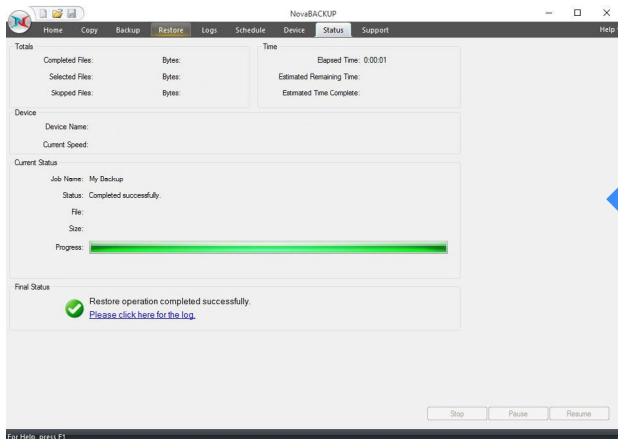 NovaBACKUP
Home Copy Backup Restore Logs Schedule Device Status Support Help
Totals
Completed Files: Bytes:
Selected Files: Bytes:
Skipped Files: Bytes:
Time
Elapsed Time: 0:00:01
Estimated Remaining Time:
Estimated Time Complete:
Device
Device Name:
Current Speed:
Current Status
Job Name: My Backup
Status: Completed successfully.
File:
Size:
Progress:
Final Status
Restore operation completed successfully.
Please click here for the log.
Stop Pause Resume
For Help, press F1